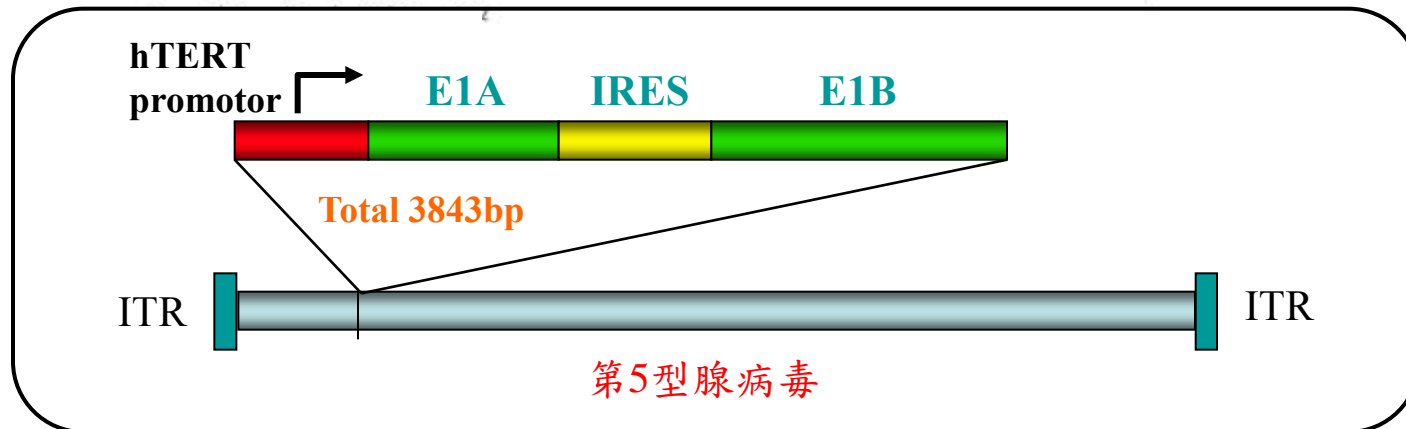 hTERT
promotor
E1A IRES E1B
Total 3843bp
ITR
ITR
第5型腺病毒